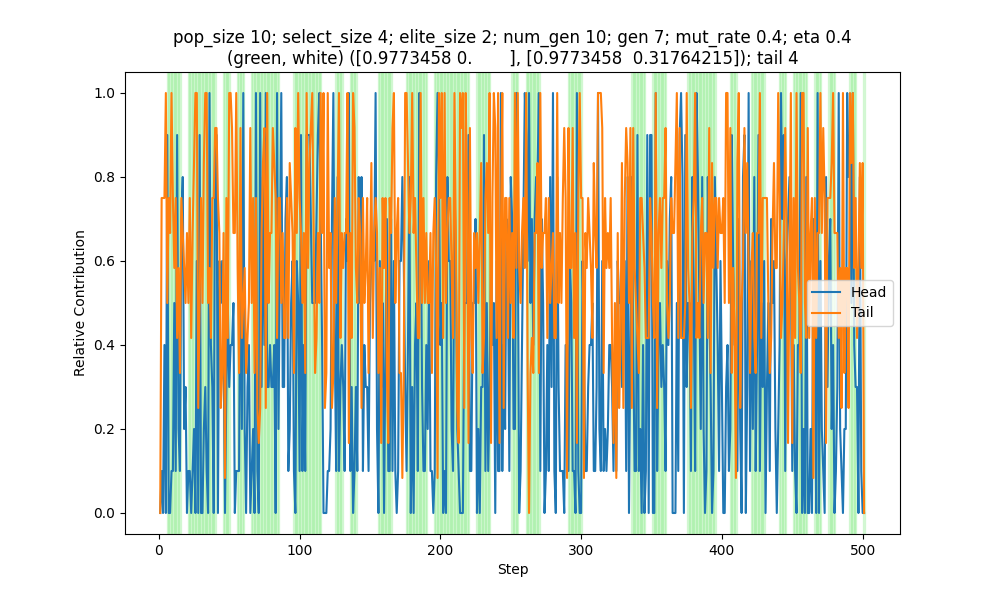 pop_size 10; select_size 4; elite_size 2; num_gen 10; gen 7; mut_rate 0.4; eta 0.4
(green, white) ([0.9773458 0.        ], [0.9773458  0.31764215]); tail 4
1.0
0.8
0.6
0.4
0.2
0.0
Relative Contribution
Head
Tail
0
100
200
300
400
500
Step